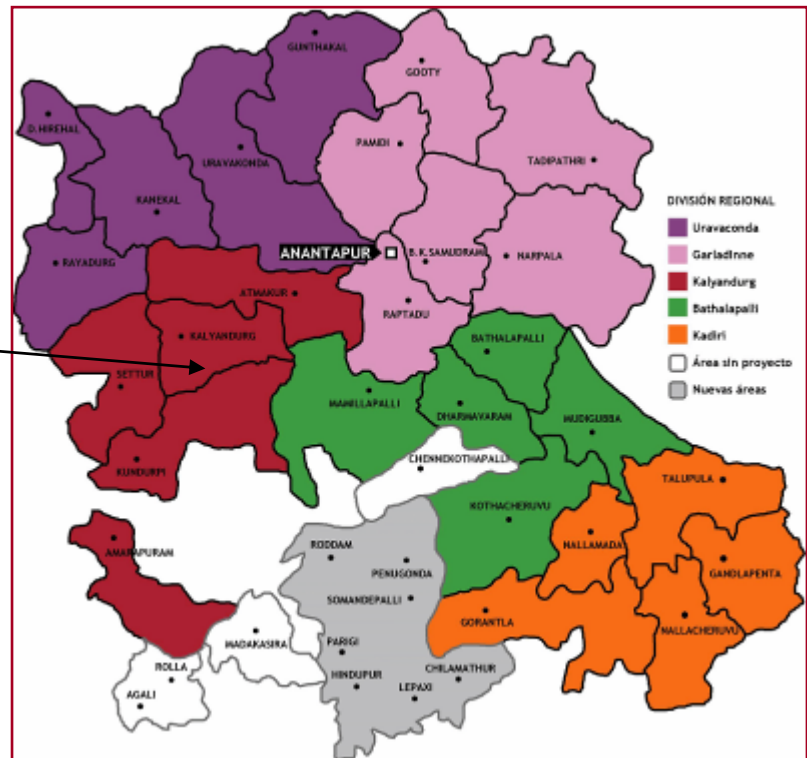 GUNTHAKAL
GOOTY
D.HIREHAL
URAVAKONDA
PAMIDI
TADIPATHRI
KANEKAL
RAYADURG
ANANTAPUR
B.K.SAMUDRAM
NARPALA
ATMAKUR
RAPTADU
KALYANDURG
BATHALAPALLI
SETTUR
MAMILLAPALLI
DHARMAVARAM
MUDIGUBBA
KUNDURPI
CHENNEKOTHAPALLI
TALUPULA
KOTHACHERUVU
AMARAPURAM
RODDAM
NALLAMADA
PENUGONDA
GANDLAPENTA
SOMANDEPALLI
GORANTLA
NALLACHERUVU
MADAKASIRA
PARIGI
ROLLA
HINDUPUR
CHILAMATHUR
AGALI
LEPAXI
DIVISIÓN REGIONAL
Uravaconda
Garladinne
Kalyandurg
Bathalapalli
Kadiri
Área sin proyecto
Nuevas áreas